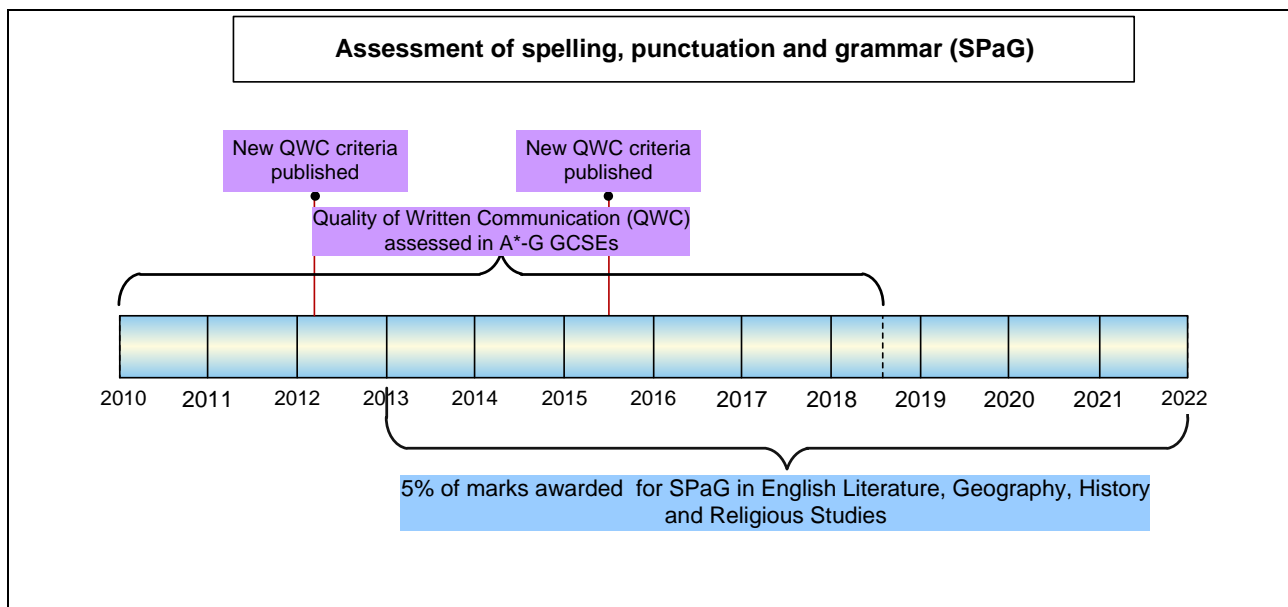 Assessment of spelling, punctuation and grammar (SPaG)
New QWC criteria
published
New QWC criteria
published
Quality of Written Communication (QWC)
assessed in A*-G GCSEs
2010 2011 2012 2013 2014 2015 2016 2017 2018 2019 2020 2021 2022
5% of marks awarded for SPaG in English Literature, Geography, History
and Religious Studies